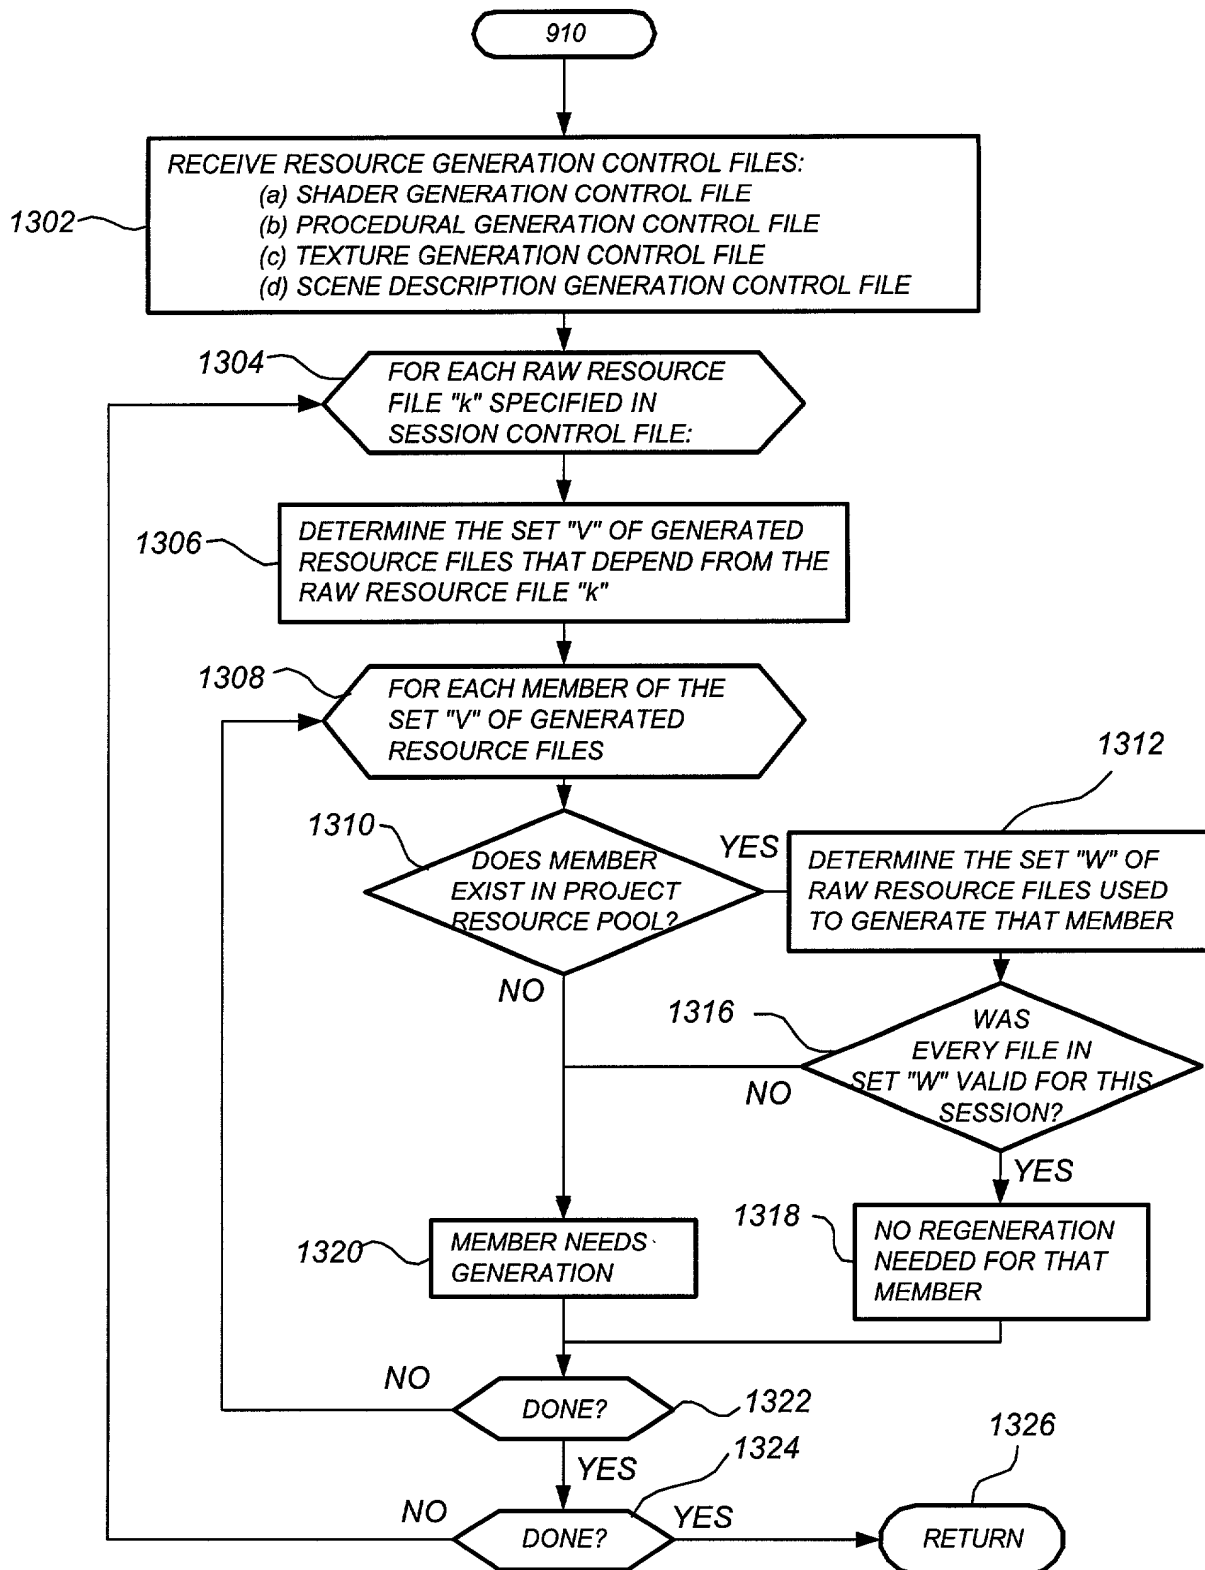 910
RECEIVE RESOURCE GENERATION CONTROL FILES:
(a) SHADER GENERATION CONTROL FILE
(b) PROCEDURAL GENERATION CONTROL FILE
(c) TEXTURE GENERATION CONTROL FILE
(d) SCENE DESCRIPTION GENERATION CONTROL FILE
1302
1304
FOR EACH RAW RESOURCE
FILE "k" SPECIFIED IN
SESSION CONTROL FILE:
1306
DETERMINE THE SET "V" OF GENERATED
RESOURCE FILES THAT DEPEND FROM THE
RAW RESOURCE FILE "k"
1308
FOR EACH MEMBER OF THE
SET "V" OF GENERATED
RESOURCE FILES
1310
DOES MEMBER
EXIST IN PROJECT
RESOURCE POOL?
YES
NO
1312
DETERMINE THE SET "W" OF
RAW RESOURCE FILES USED
TO GENERATE THAT MEMBER
1316
WAS
EVERY FILE IN
SET "W" VALID FOR THIS
SESSION?
NO
YES
1318
NO REGENERATION
NEEDED FOR THAT
MEMBER
1320
MEMBER NEEDS
GENERATION
NO
DONE?
1322
YES
1324
NO
DONE?
YES
1326
RETURN